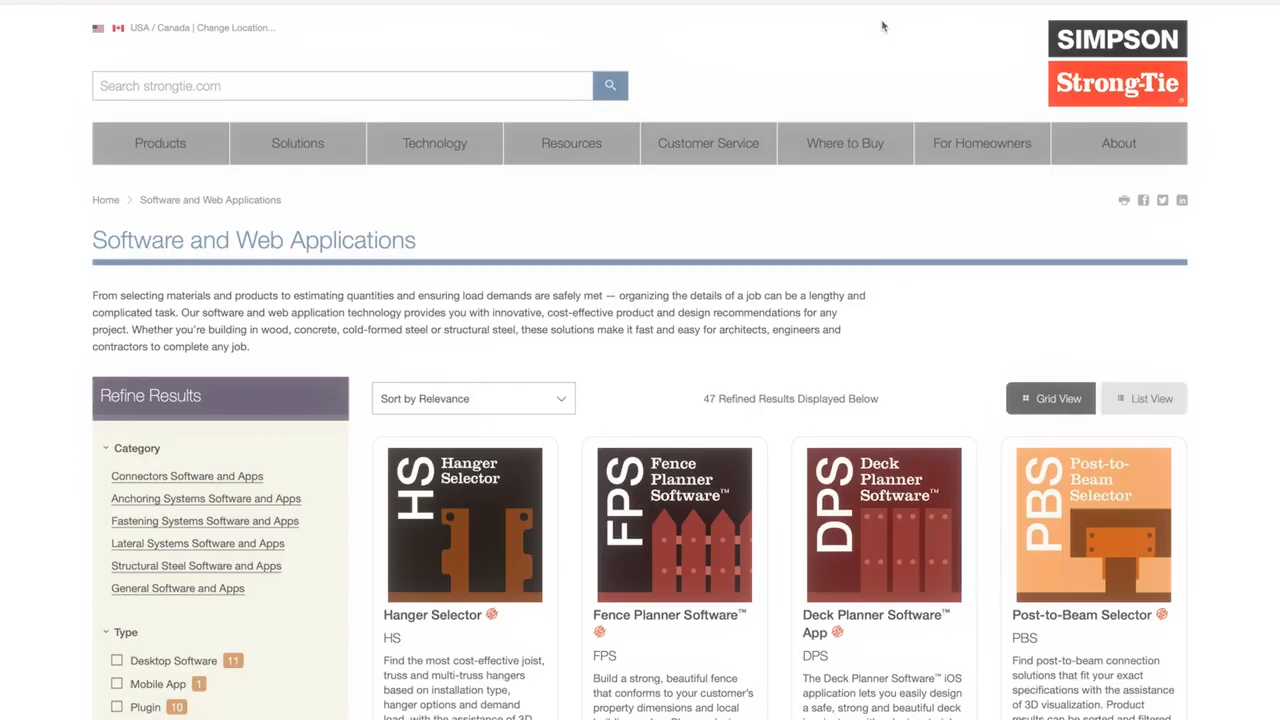 USA / Canada | Change Location...
SIMPSON
Strong-Tie
Search strongtie.com
Products
Solutions
Technology
Resources
Customer Service
Where to Buy
For Homeowners
About
Home
Software and Web Applications
Software and Web Applications
From selecting materials and products to estimating quantities and ensuring load demands are safely met — organizing the details of a job can be a lengthy and
complicated task. Our software and web application technology provides you with innovative, cost-effective product and design recommendations for any
project. Whether you're building in wood, concrete, cold-formed steel or structural steel, these solutions make it fast and easy for architects, engineers and
contractors to complete any job.
Refine Results
Sort by Relevance
47 Refined Results Displayed Below
Grid View
List View
Category
Connectors Software and Apps
Anchoring Systems Software and Apps
Fastening Systems Software and Apps
Lateral Systems Software and Apps
Structural Steel Software and Apps
General Software and Apps
Type
Desktop Software 11
Mobile App 1
Plugin 10
HS
Hanger
Selector
Hanger Selector
HS
Find the most cost-effective joist,
truss and multi-truss hangers
based on installation type,
hanger options and demand
load, with the assistance of 3D
FPS
Fence
Planner
Software™
Fence Planner Software™
FPS
Build a strong, beautiful fence
that conforms to your customer's
property dimensions and local
DPS
Deck
Planner
Software™
Deck Planner Software™
App
DPS
The Deck Planner Software™ iOS
application lets you easily design
a safe, strong and beautiful deck
PBS
Post-to-
Beam
Selector
Post-to-Beam Selector
PBS
Find post-to-beam connection
solutions that fit your exact
specifications with the assistance
of 3D visualization. Product
results can be sorted and filtered